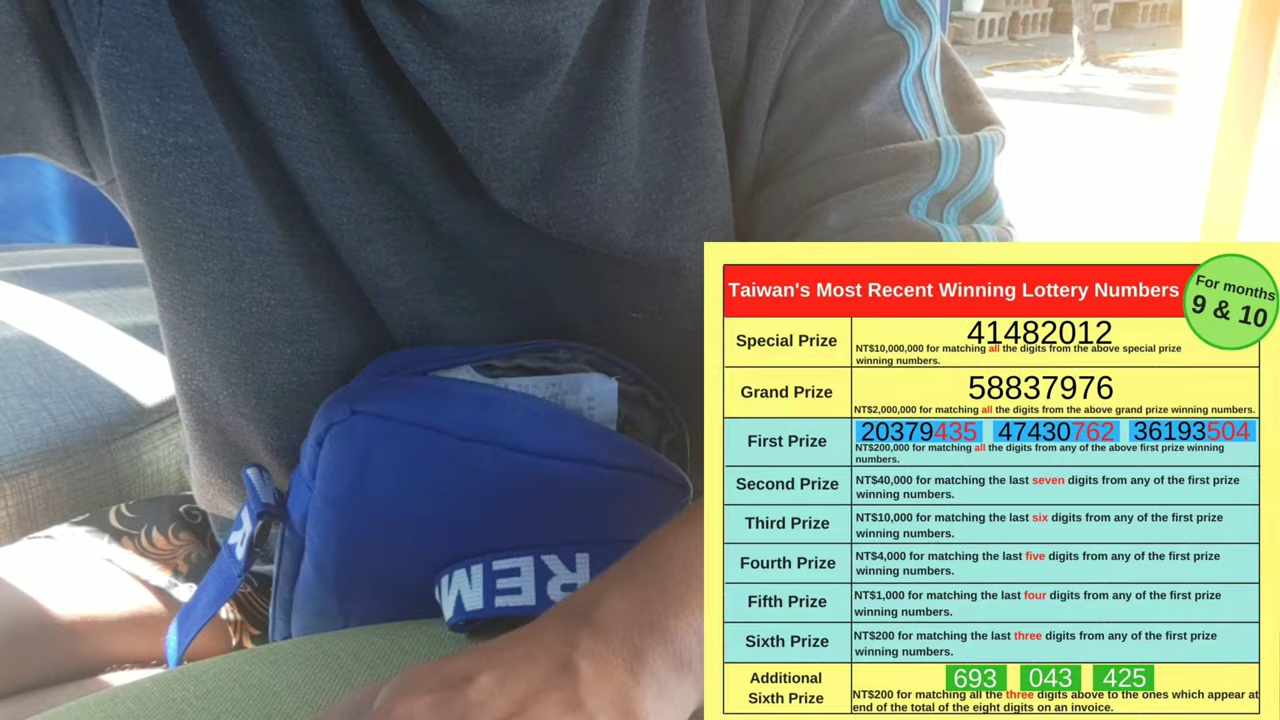 REM
R
Taiwan's Most Recent Winning Lottery Numbers
For months
9 & 10
Special Prize
41482012
NT$10,000,000 for matching all the digits from the above special prize
winning numbers.
Grand Prize
58837976
NT$2,000,000 for matching all the digits from the above grand prize winning numbers.
First Prize
20379435 47430762 36193504
NT$200,000 for matching all the digits from any of the above first prize winning
numbers.
Second Prize
NT$40,000 for matching the last seven digits from any of the first prize
winning numbers.
Third Prize
NT$10,000 for matching the last six digits from any of the first prize
winning numbers.
Fourth Prize
NT$4,000 for matching the last five digits from any of the first prize
winning numbers.
Fifth Prize
NT$1,000 for matching the last four digits from any of the first prize
winning numbers.
Sixth Prize
NT$200 for matching the last three digits from any of the first prize
winning numbers.
Additional
Sixth Prize
693 043 425
NT$200 for matching all the three digits above to the ones which appear at
end of the total of the eight digits on an invoice.